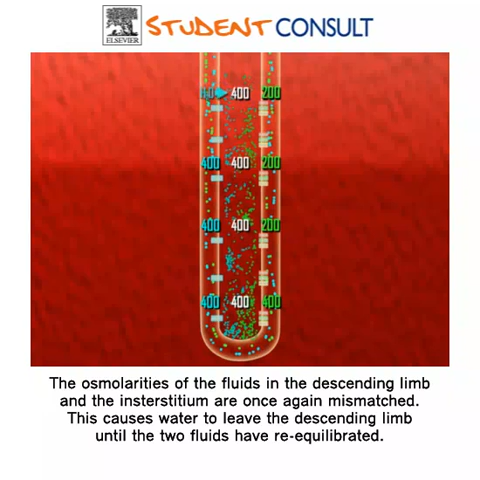 ELSEVIER
STUDENT CONSULT
400 200
400 400 200
400 400 200
400 400 400
The osmolarities of the fluids in the descending limb
and the insterstitium are once again mismatched.
This causes water to leave the descending limb
until the two fluids have re-equilibrated.